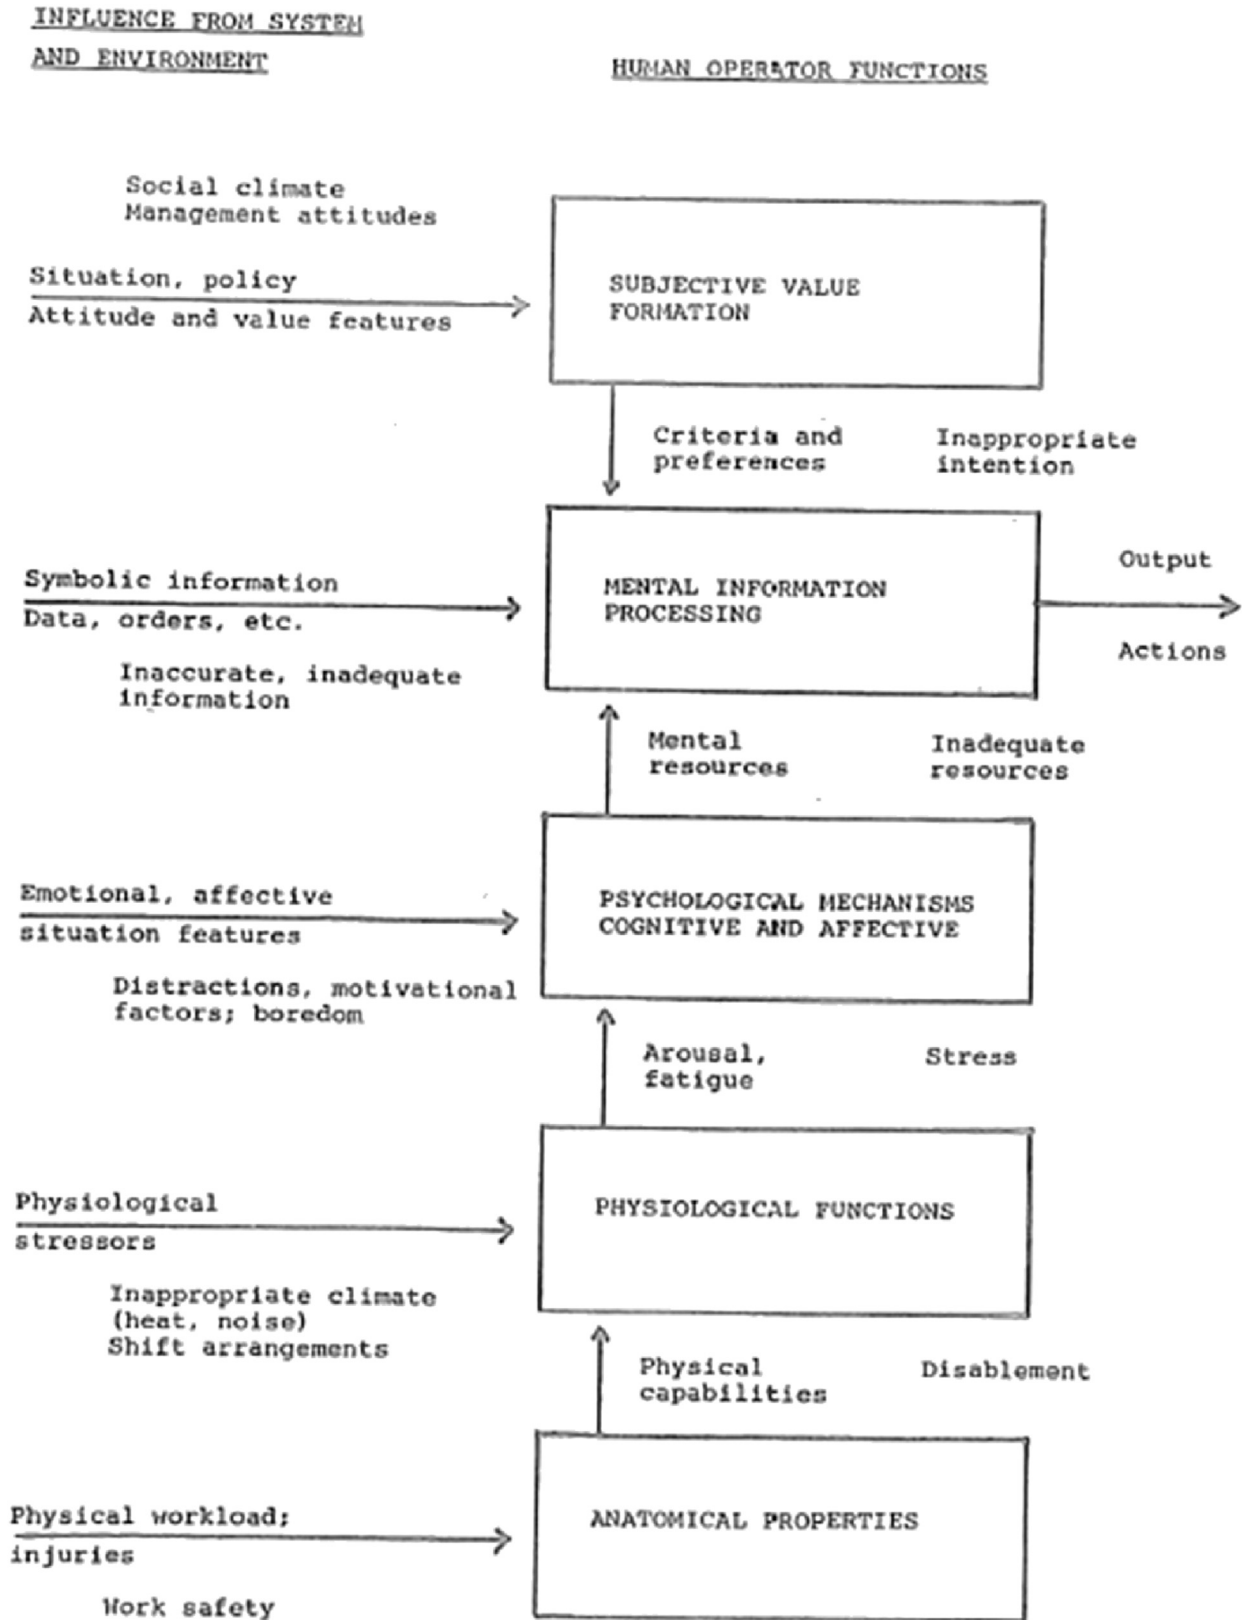 INFLUENCE FROM SYSTEM
AND ENVIRONMENT
HUMAN OPERATOR FUNCTIONS
Social climate
Management attitudes
Situation, policy
Attitude and value features
SUBJECTIVE VALUE
FORMATION
Criteria and
preferences
Inappropriate
intention
Symbolic information
Data, orders, etc.
Inaccurate, inadequate
information
MENTAL INFORMATION
PROCESSING
Output
Actions
Mental
resources
Inadequate
resources
Emotional, affective
situation features
Distractions, motivational
factors; boredom
PSYCHOLOGICAL MECHANISMS
COGNITIVE AND AFFECTIVE
Arousal,
fatigue
Stress
Physiological
stressors
Inappropriate climate
(heat, noise)
Shift arrangements
PHYSIOLOGICAL FUNCTIONS
Physical
capabilities
Disablement
Physical workload;
injuries
Work safety
ANATOMICAL PROPERTIES